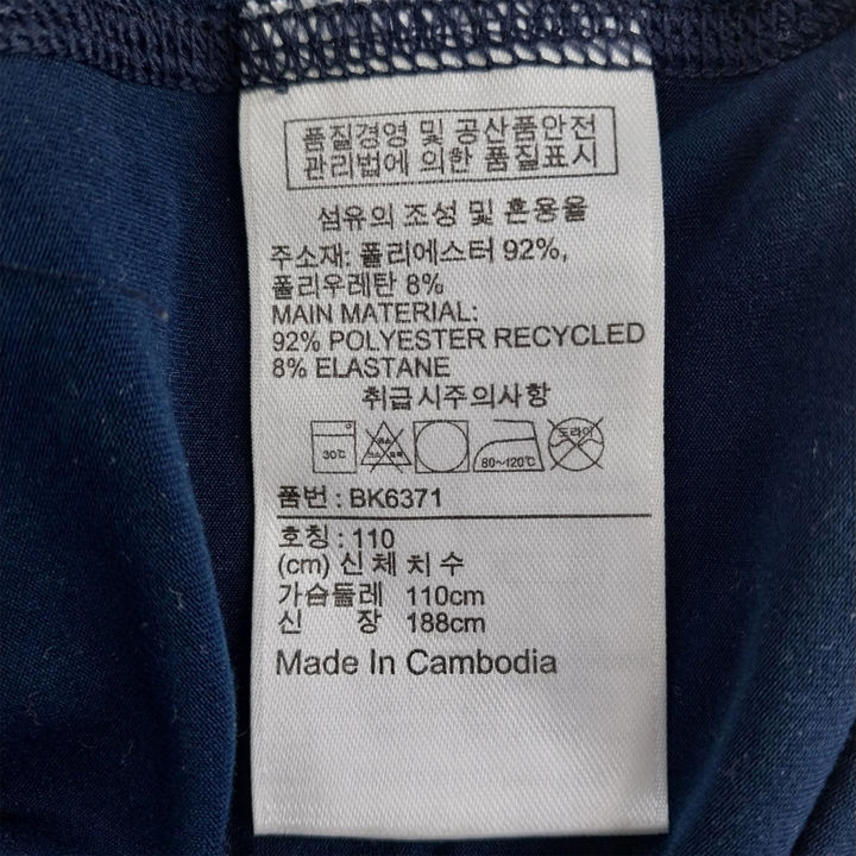 품질경영 및 공산품안전
관리법에 의한 품질표시
섬유의 조성 및 혼용율
주소재: 폴리에스터 92%,
폴리우레탄 8%
MAIN MATERIAL:
92% POLYESTER RECYCLED
8% ELASTANE
취급시주의사항
30℃
80~120℃ 드라이
품번 : BK6371
호칭 : 110
(cm) 신체치수
가슴둘레 110cm
신 장 188cm
Made In Cambodia